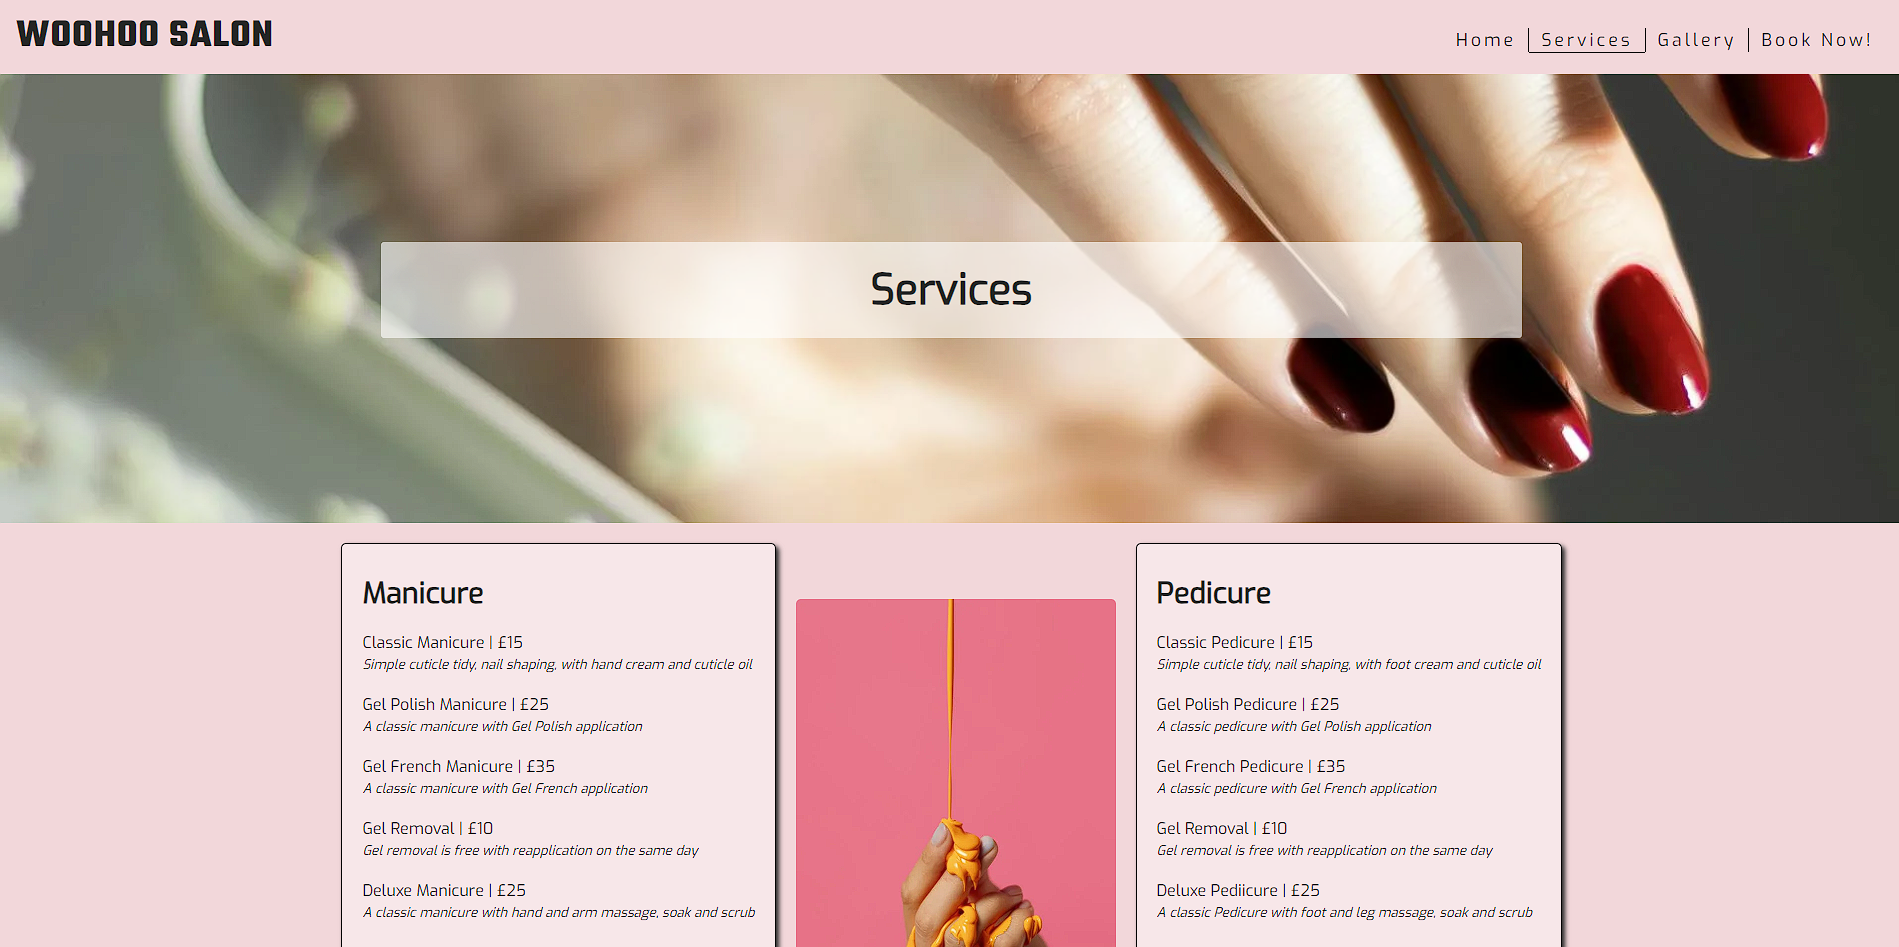 WOOHOO SALON
Home
Services
Gallery
Book Now!
Services
Manicure
Classic Manicure | £15
Simple cuticle tidy, nail shaping, with hand cream and cuticle oil
Gel Polish Manicure | £25
A classic manicure with Gel Polish application
Gel French Manicure | £35
A classic manicure with Gel French application
Gel Removal | £10
Gel removal is free with reapplication on the same day
Deluxe Manicure | £25
A classic manicure with hand and arm massage, soak and scrub
Pedicure
Classic Pedicure | £15
Simple cuticle tidy, nail shaping, with foot cream and cuticle oil
Gel Polish Pedicure | £25
A classic pedicure with Gel Polish application
Gel French Pedicure | £35
A classic pedicure with Gel French application
Gel Removal | £10
Gel removal is free with reapplication on the same day
Deluxe Pediicure | £25
A classic Pedicure with foot and leg massage, soak and scrub